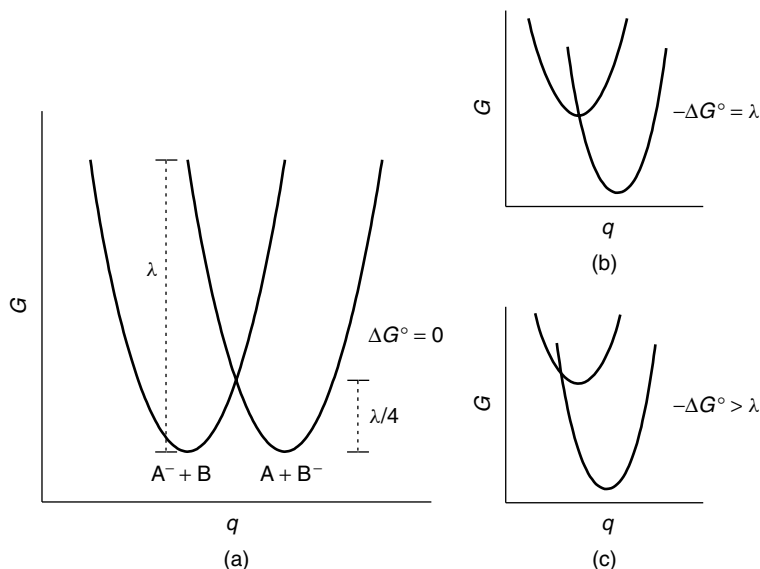 G
λ
ΔG° = 0
λ/4
A⁻ + B
A + B⁻
q
(a)
G
−ΔG° = λ
q
(b)
G
−ΔG° > λ
q
(c)